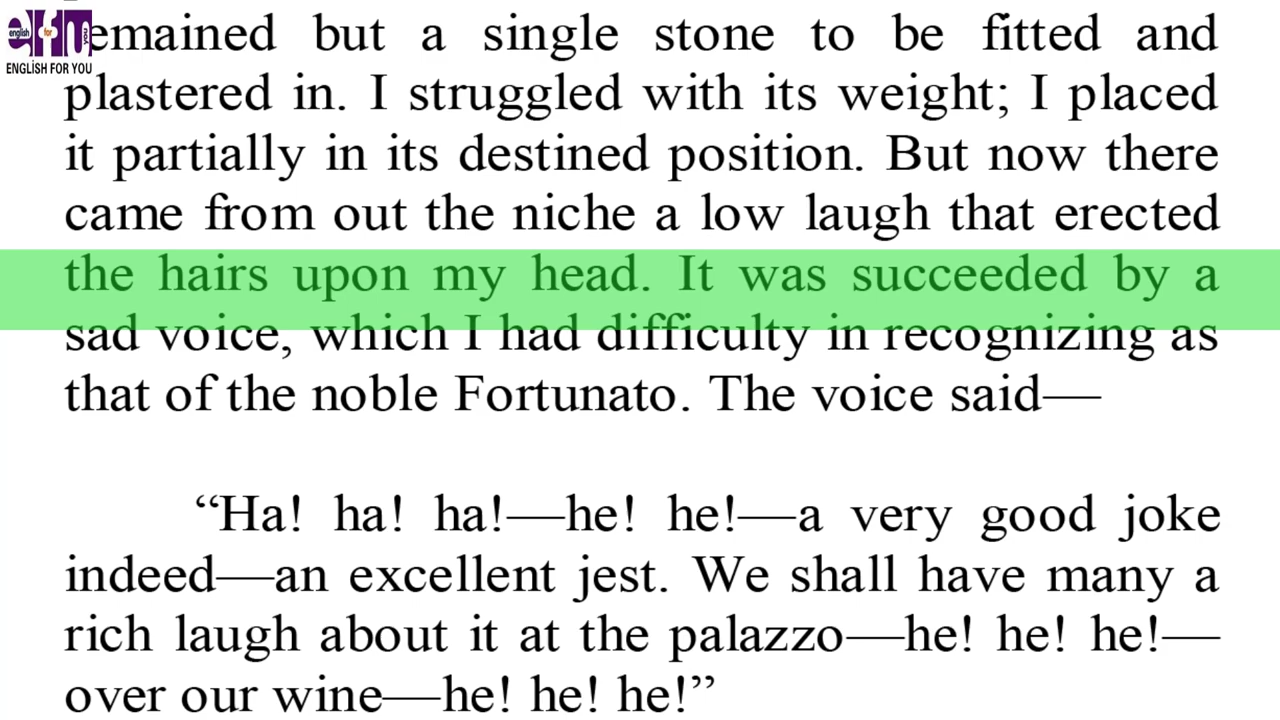 english for you
ENGLİSH FOR YOU
remained but a single stone to be fitted and
plastered in. I struggled with its weight; I placed
it partially in its destined position. But now there
came from out the niche a low laugh that erected
the hairs upon my head. It was succeeded by a
sad voice, which I had difficulty in recognizing as
that of the noble Fortunato. The voice said—
“Ha! ha! ha!—he! he!—a very good joke
indeed—an excellent jest. We shall have many a
rich laugh about it at the palazzo—he! he! he!—
over our wine—he! he! he!”